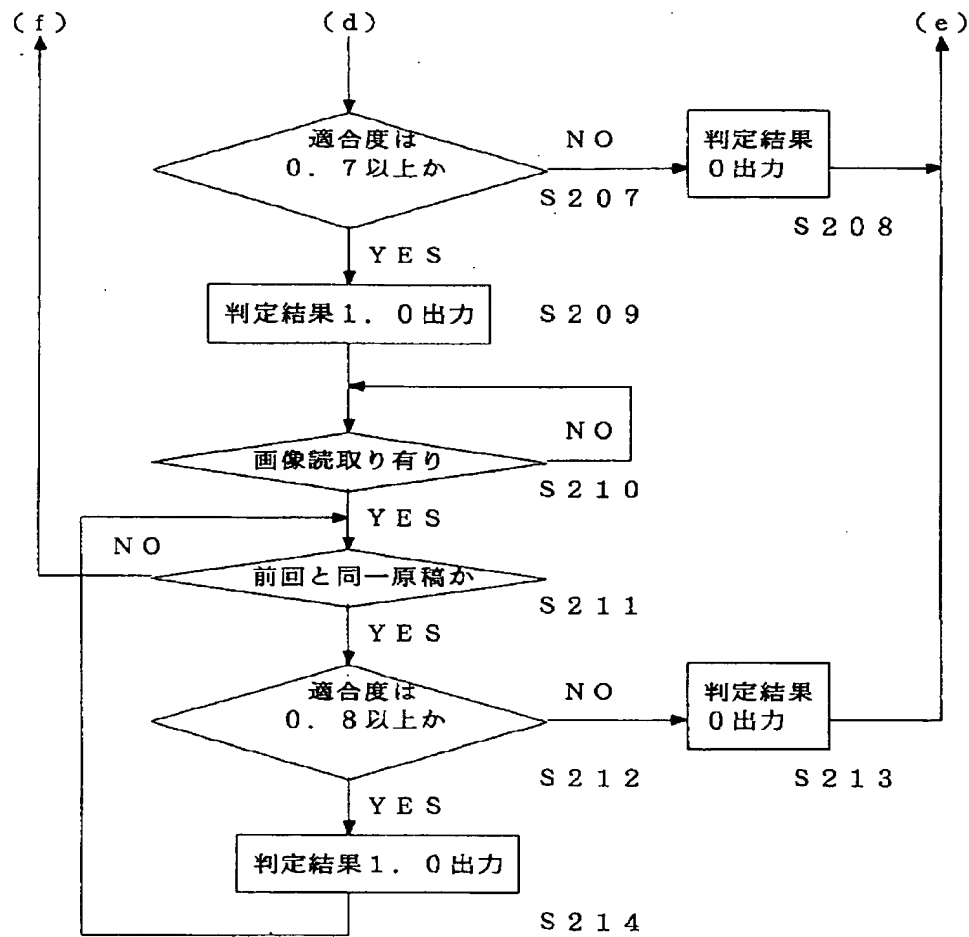 (f)
(d)
(e)
適合度は
0.7以上か
NO
S207
判定結果
0出力
S208
YES
判定結果1.0出力
S209
NO
画像読取り有り
S210
YES
NO
前回と同一原稿か
S211
YES
適合度は
0.8以上か
NO
S212
判定結果
0出力
S213
YES
判定結果1.0出力
S214